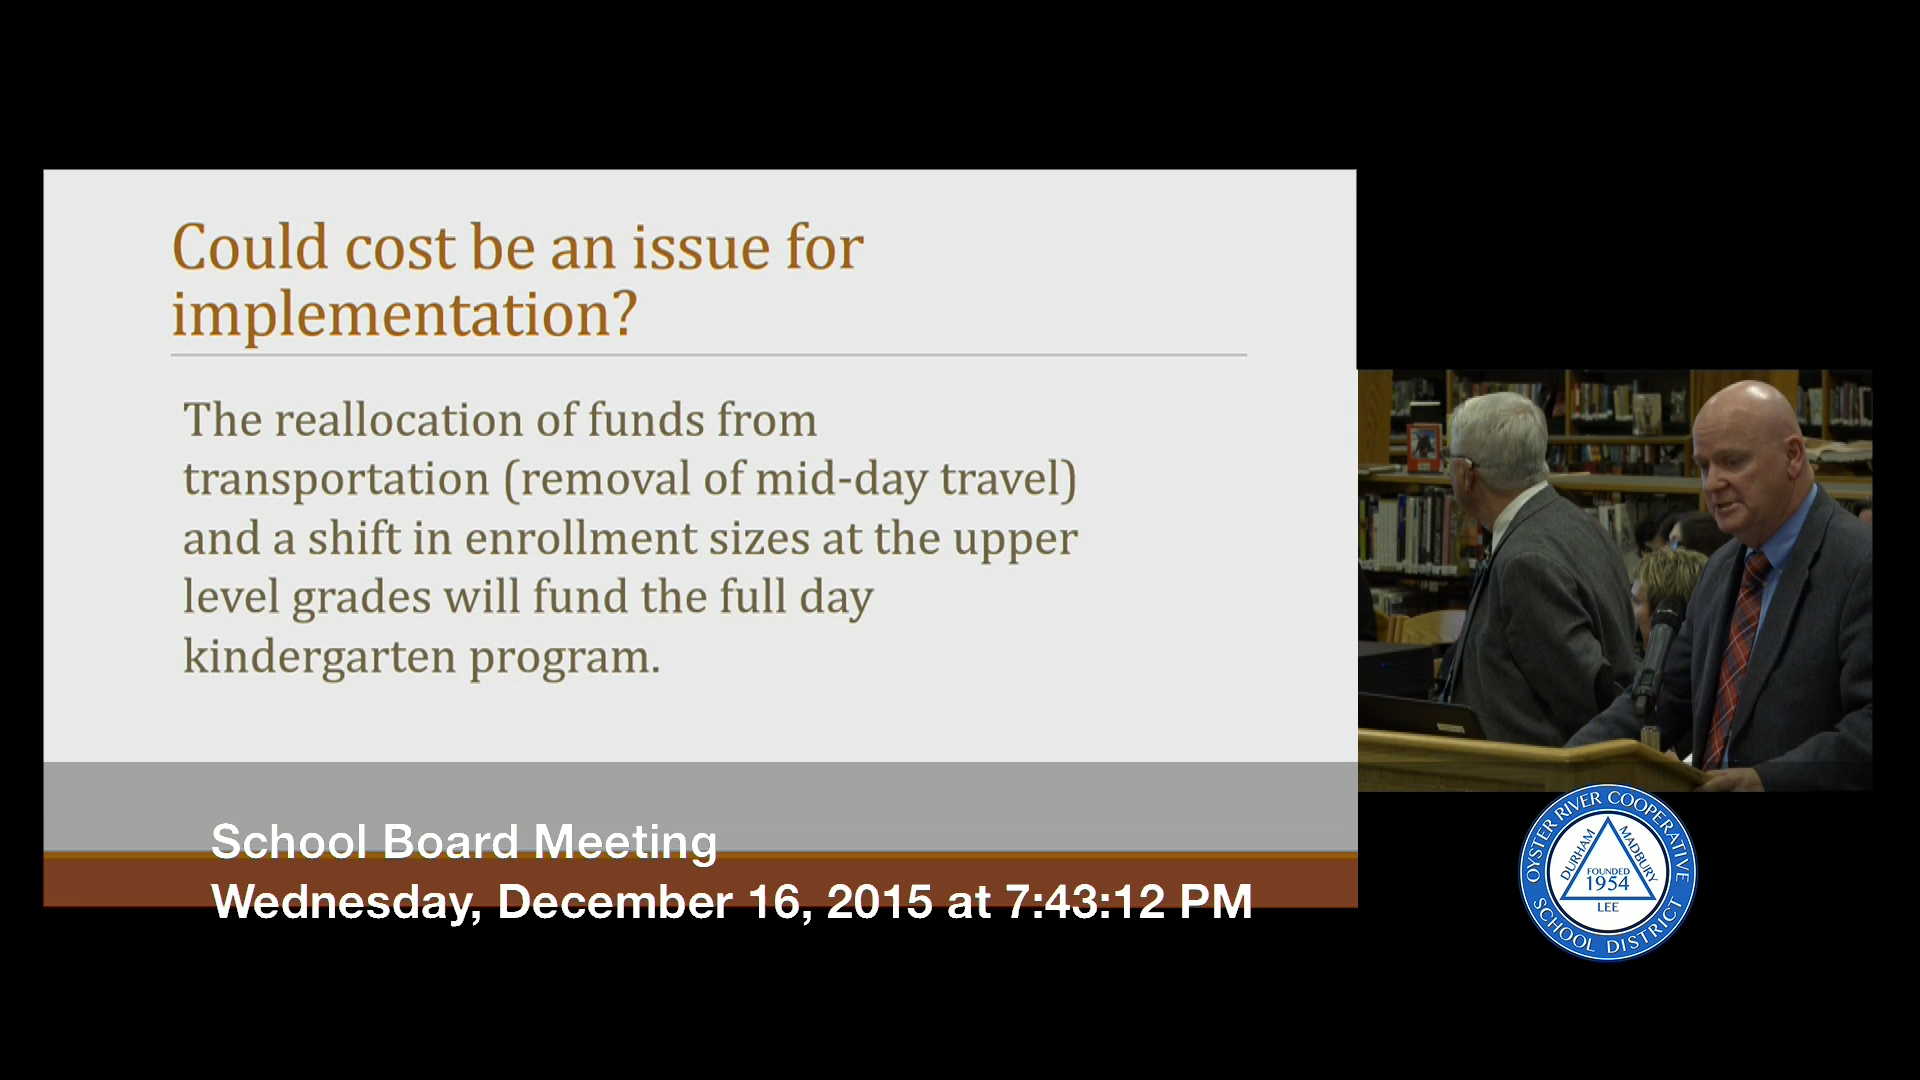 Could cost be an issue for
implementation?
The reallocation of funds from
transportation (removal of mid-day travel)
and a shift in enrollment sizes at the upper
level grades will fund the full day
kindergarten program.
School Board Meeting
Wednesday, December 16, 2015 at 7:43:12 PM
OYSTER RIVER COOPERATIVE
SCHOOL DISTRICT
DURHAM
MADBURY
FOUNDED
1954
LEE